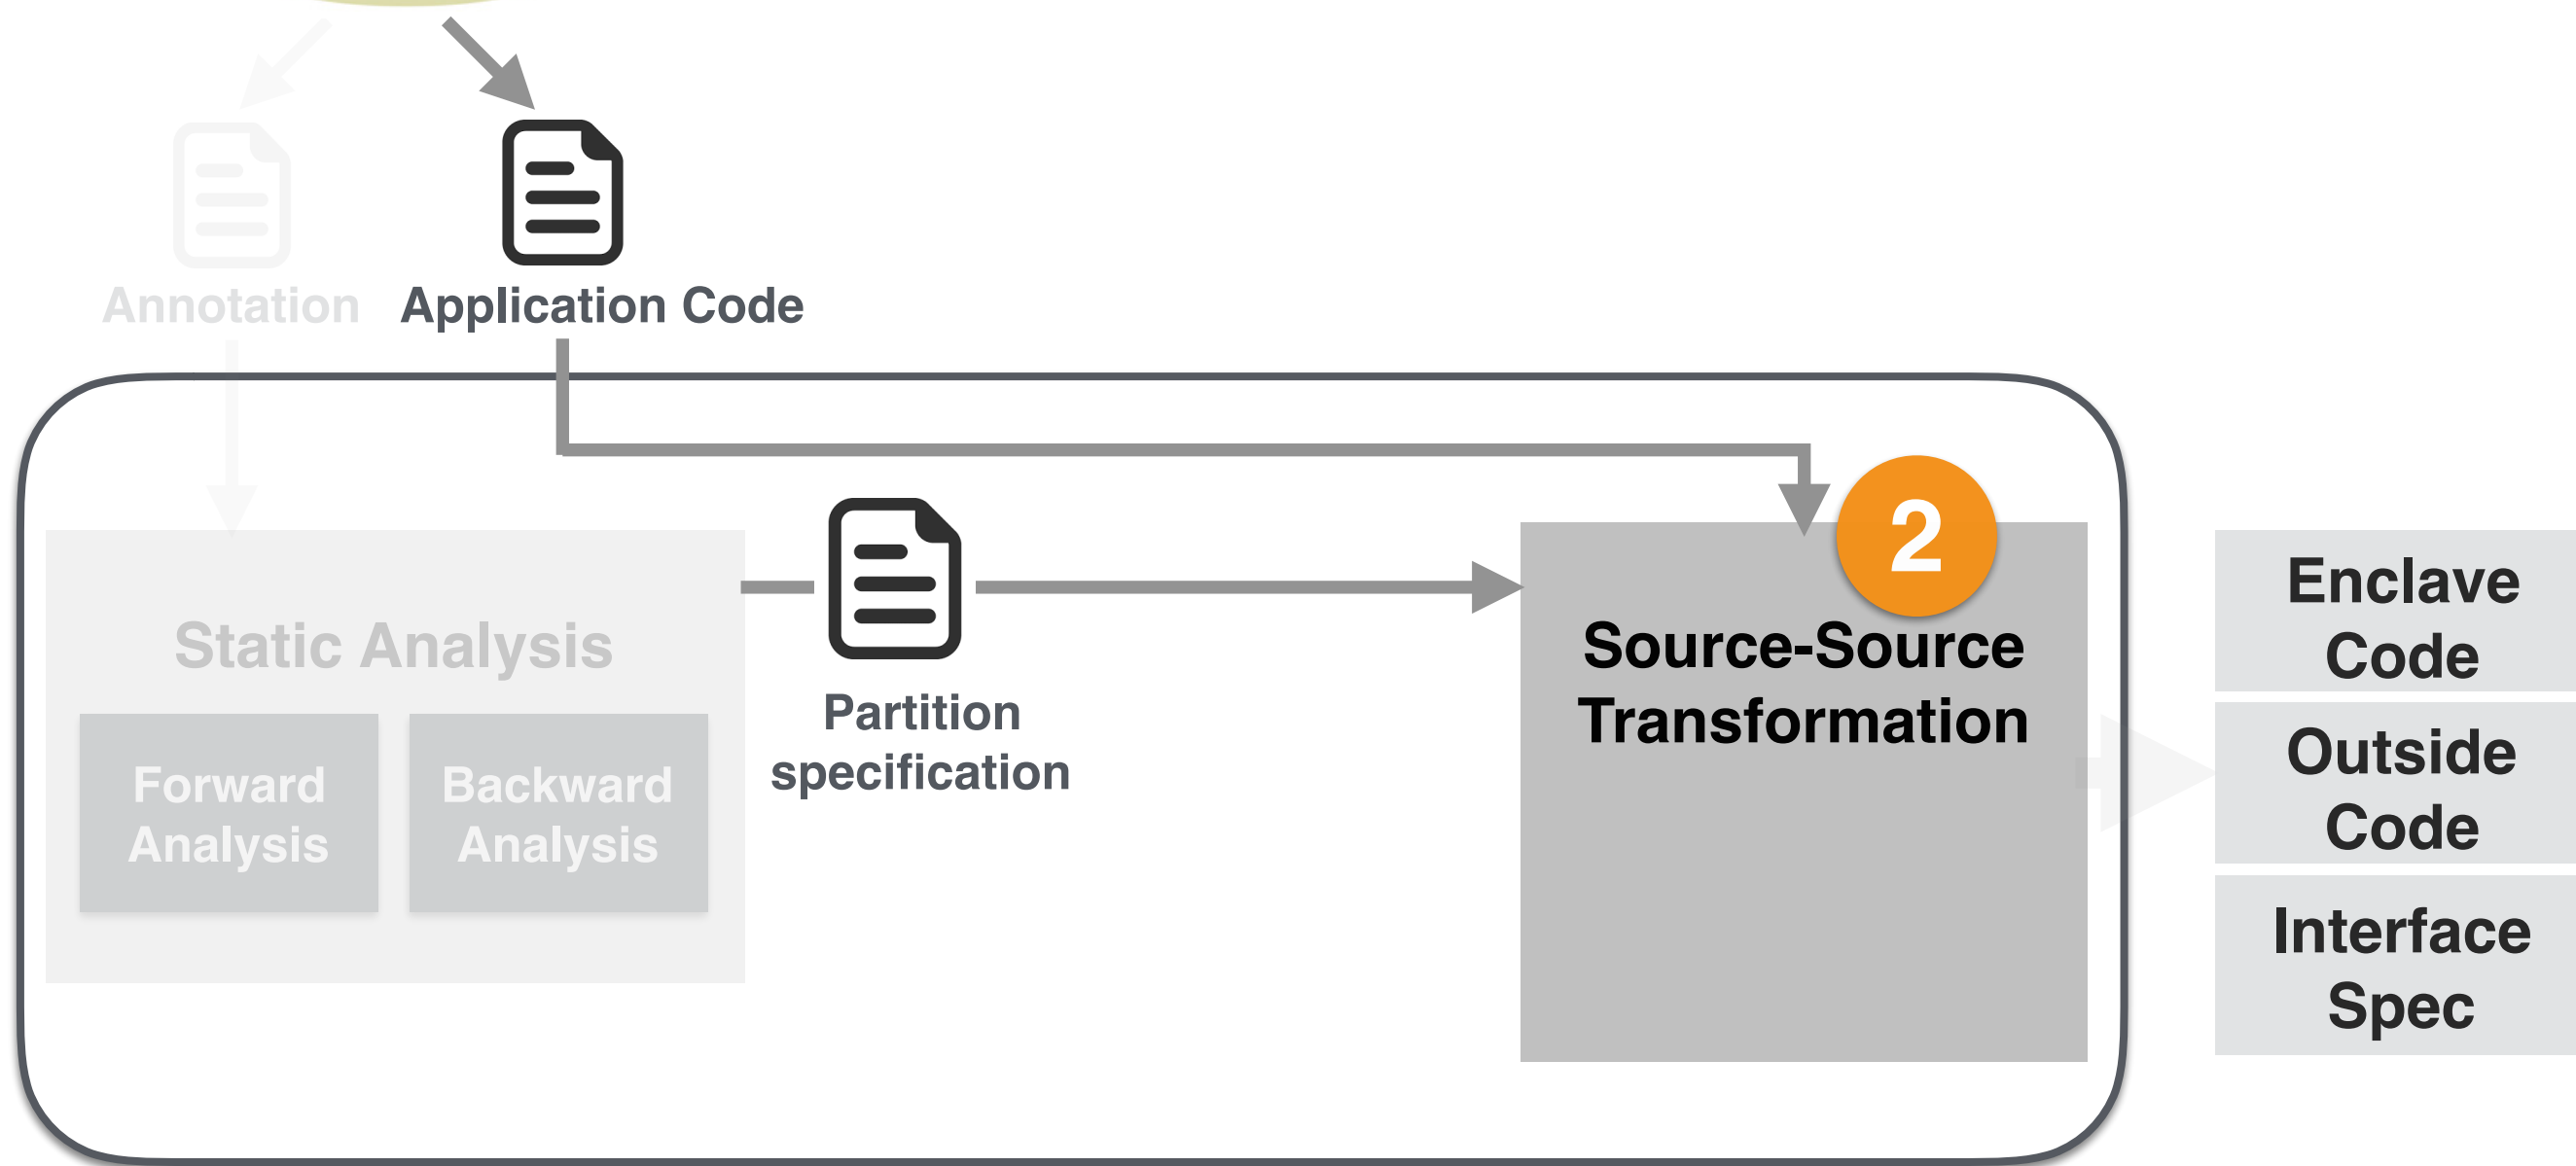 Annotation
Application Code
2
Static Analysis
Forward
Analysis
Backward
Analysis
Partition
specification
Source-Source
Transformation
Enclave
Code
Outside
Code
Interface
Spec